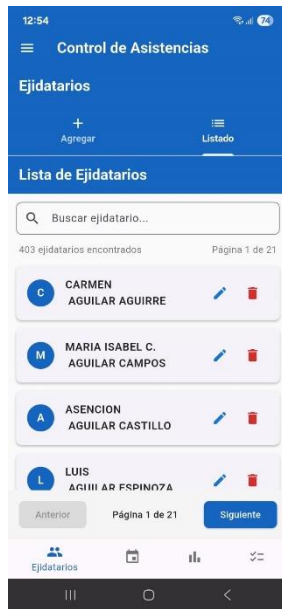 12:54
74
Control de Asistencias
Ejidatarios
Agregar
Listado
Lista de Ejidatarios
Buscar ejidatario...
403 ejidatarios encontrados
Página 1 de 21
C
CARMEN
AGUILAR AGUIRRE
M
MARIA ISABEL C.
AGUILAR CAMPOS
A
ASENCION
AGUILAR CASTILLO
L
LUIS
AGUILAR ESPINOZA
Anterior
Página 1 de 21
Siguiente
Ejidatarios